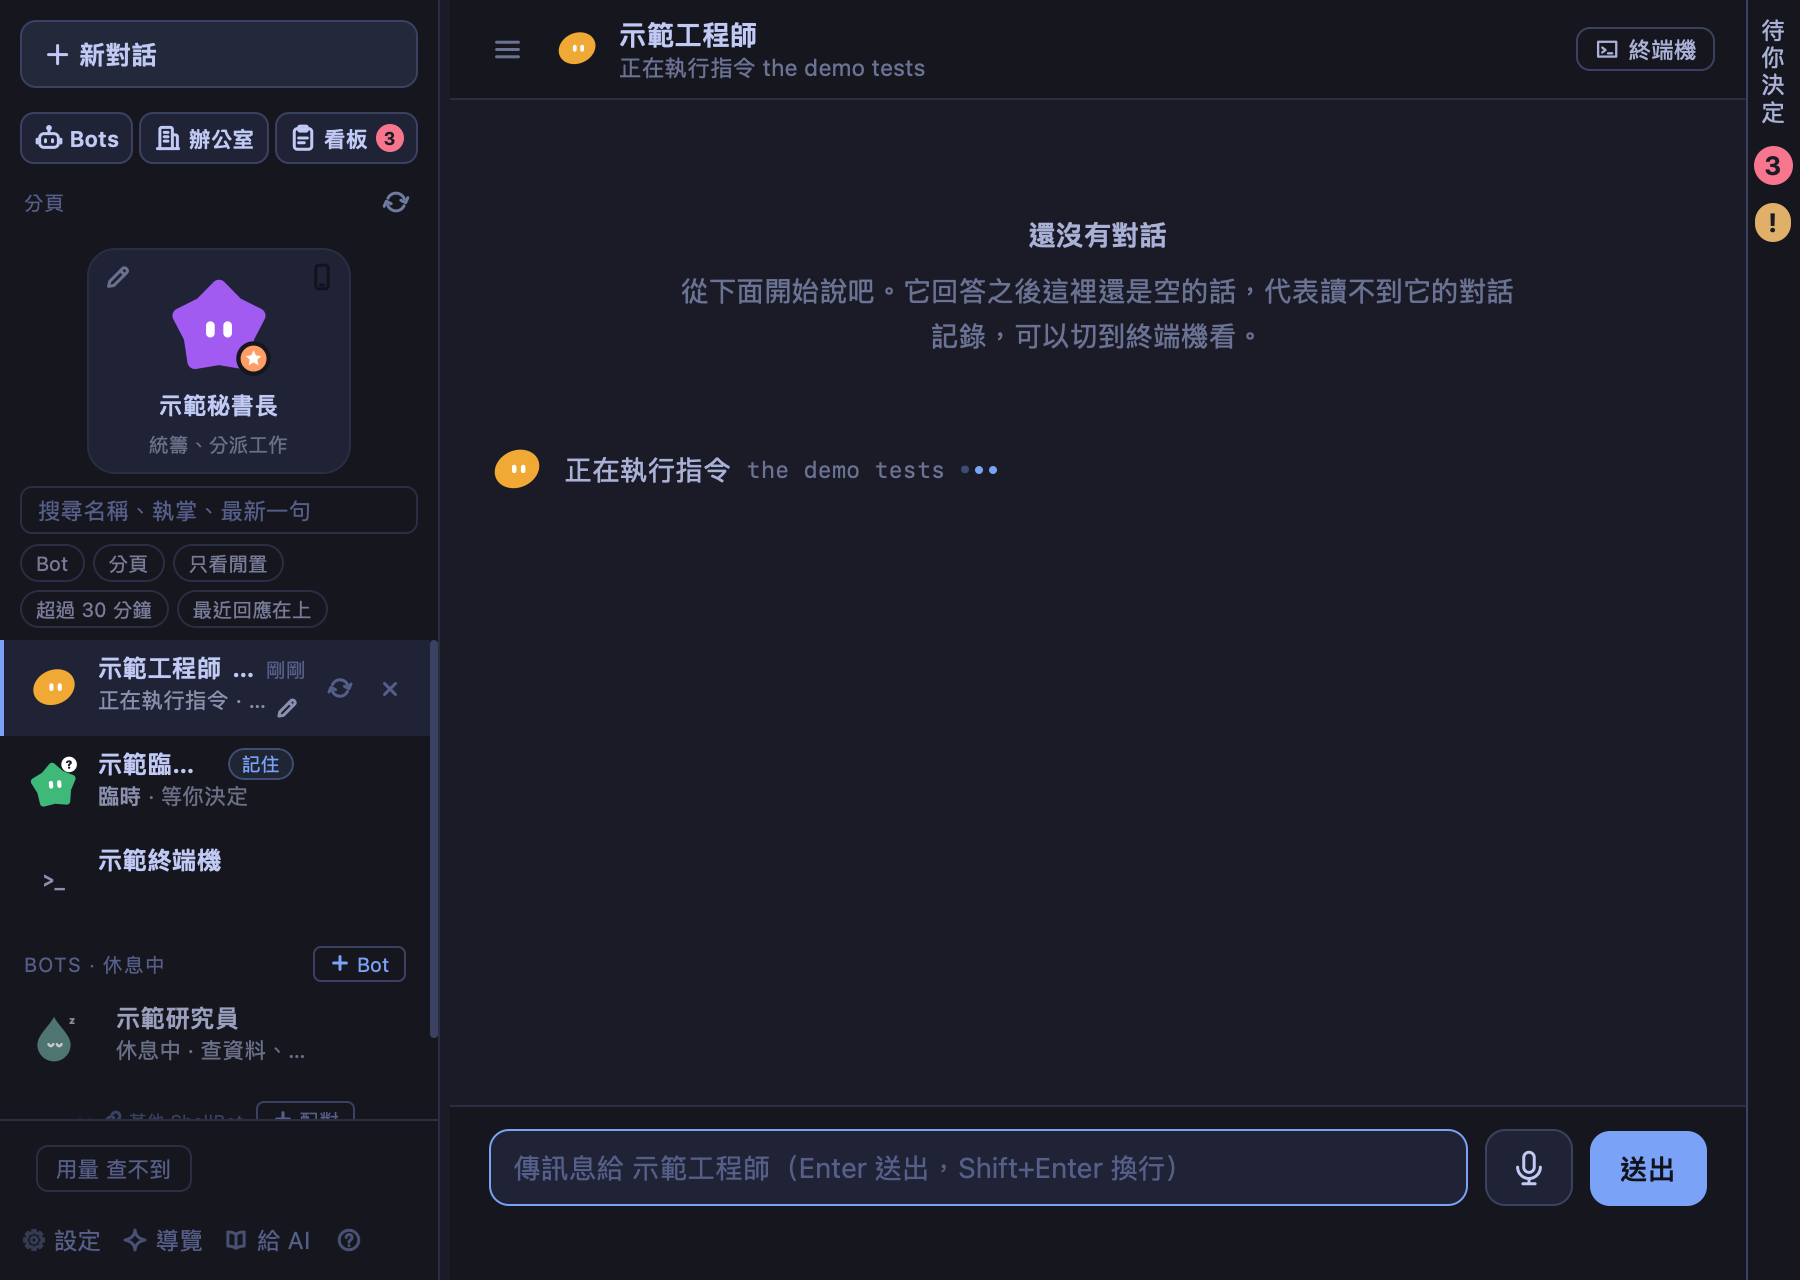 新對話
Bots
辦公室
看板 3
分頁
示範秘書長
統籌、分派工作
搜尋名稱、執掌、最新一句
Bot
分頁
只看閒置
超過 30 分鐘
最近回應在上
示範工程師 ... 剛剛
正在執行指令 · ...
示範臨... 記住
臨時 · 等你決定
>_
示範終端機
BOTS · 休息中
+ Bot
z
示範研究員
休息中 · 查資料、...
其他 ShellBot
+ 配對
用量 查不到
設定
導覽
給 AI
?
示範工程師
正在執行指令 the demo tests
終端機
還沒有對話
從下面開始說吧。它回答之後這裡還是空的話，代表讀不到它的對話
記錄，可以切到終端機看。
正在執行指令 the demo tests
傳訊息給 示範工程師（Enter 送出，Shift+Enter 換行）
送出
待你決定
3
!